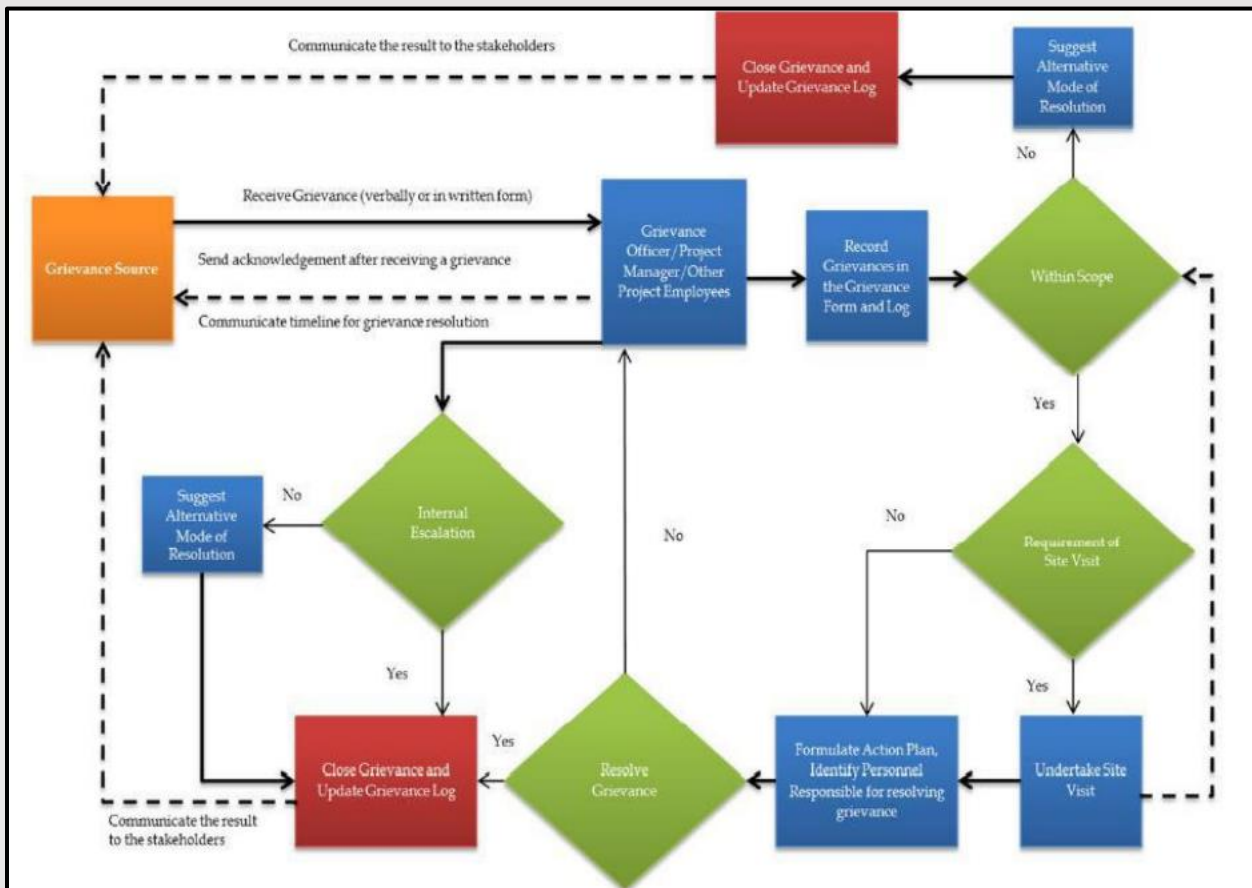 Communicate the result to the stakeholders
Close Grievance and
Update Grievance Log
Suggest
Alternative
Mode of
Resolution
No
Receive Grievance (verbally or in written form)
Grievance Source
Send acknowledgement after receiving a grievance
Communicate timeline for grievance resolution
Grievance
Officer/Project
Manager/Other
Project Employees
Record
Grievances in
the Grievance
Form and Log
Within Scope
Yes
Suggest
Alternative
Mode of
Resolution
No
Internal
Escalation
No
No
Requirement of
Site Visit
Yes
Yes
Close Grievance and
Update Grievance Log
Yes
Resolve
Grievance
Formulate Action Plan,
Identify Personnel
Responsible for resolving
grievance
Undertake Site
Visit
Communicate the result
to the stakeholders